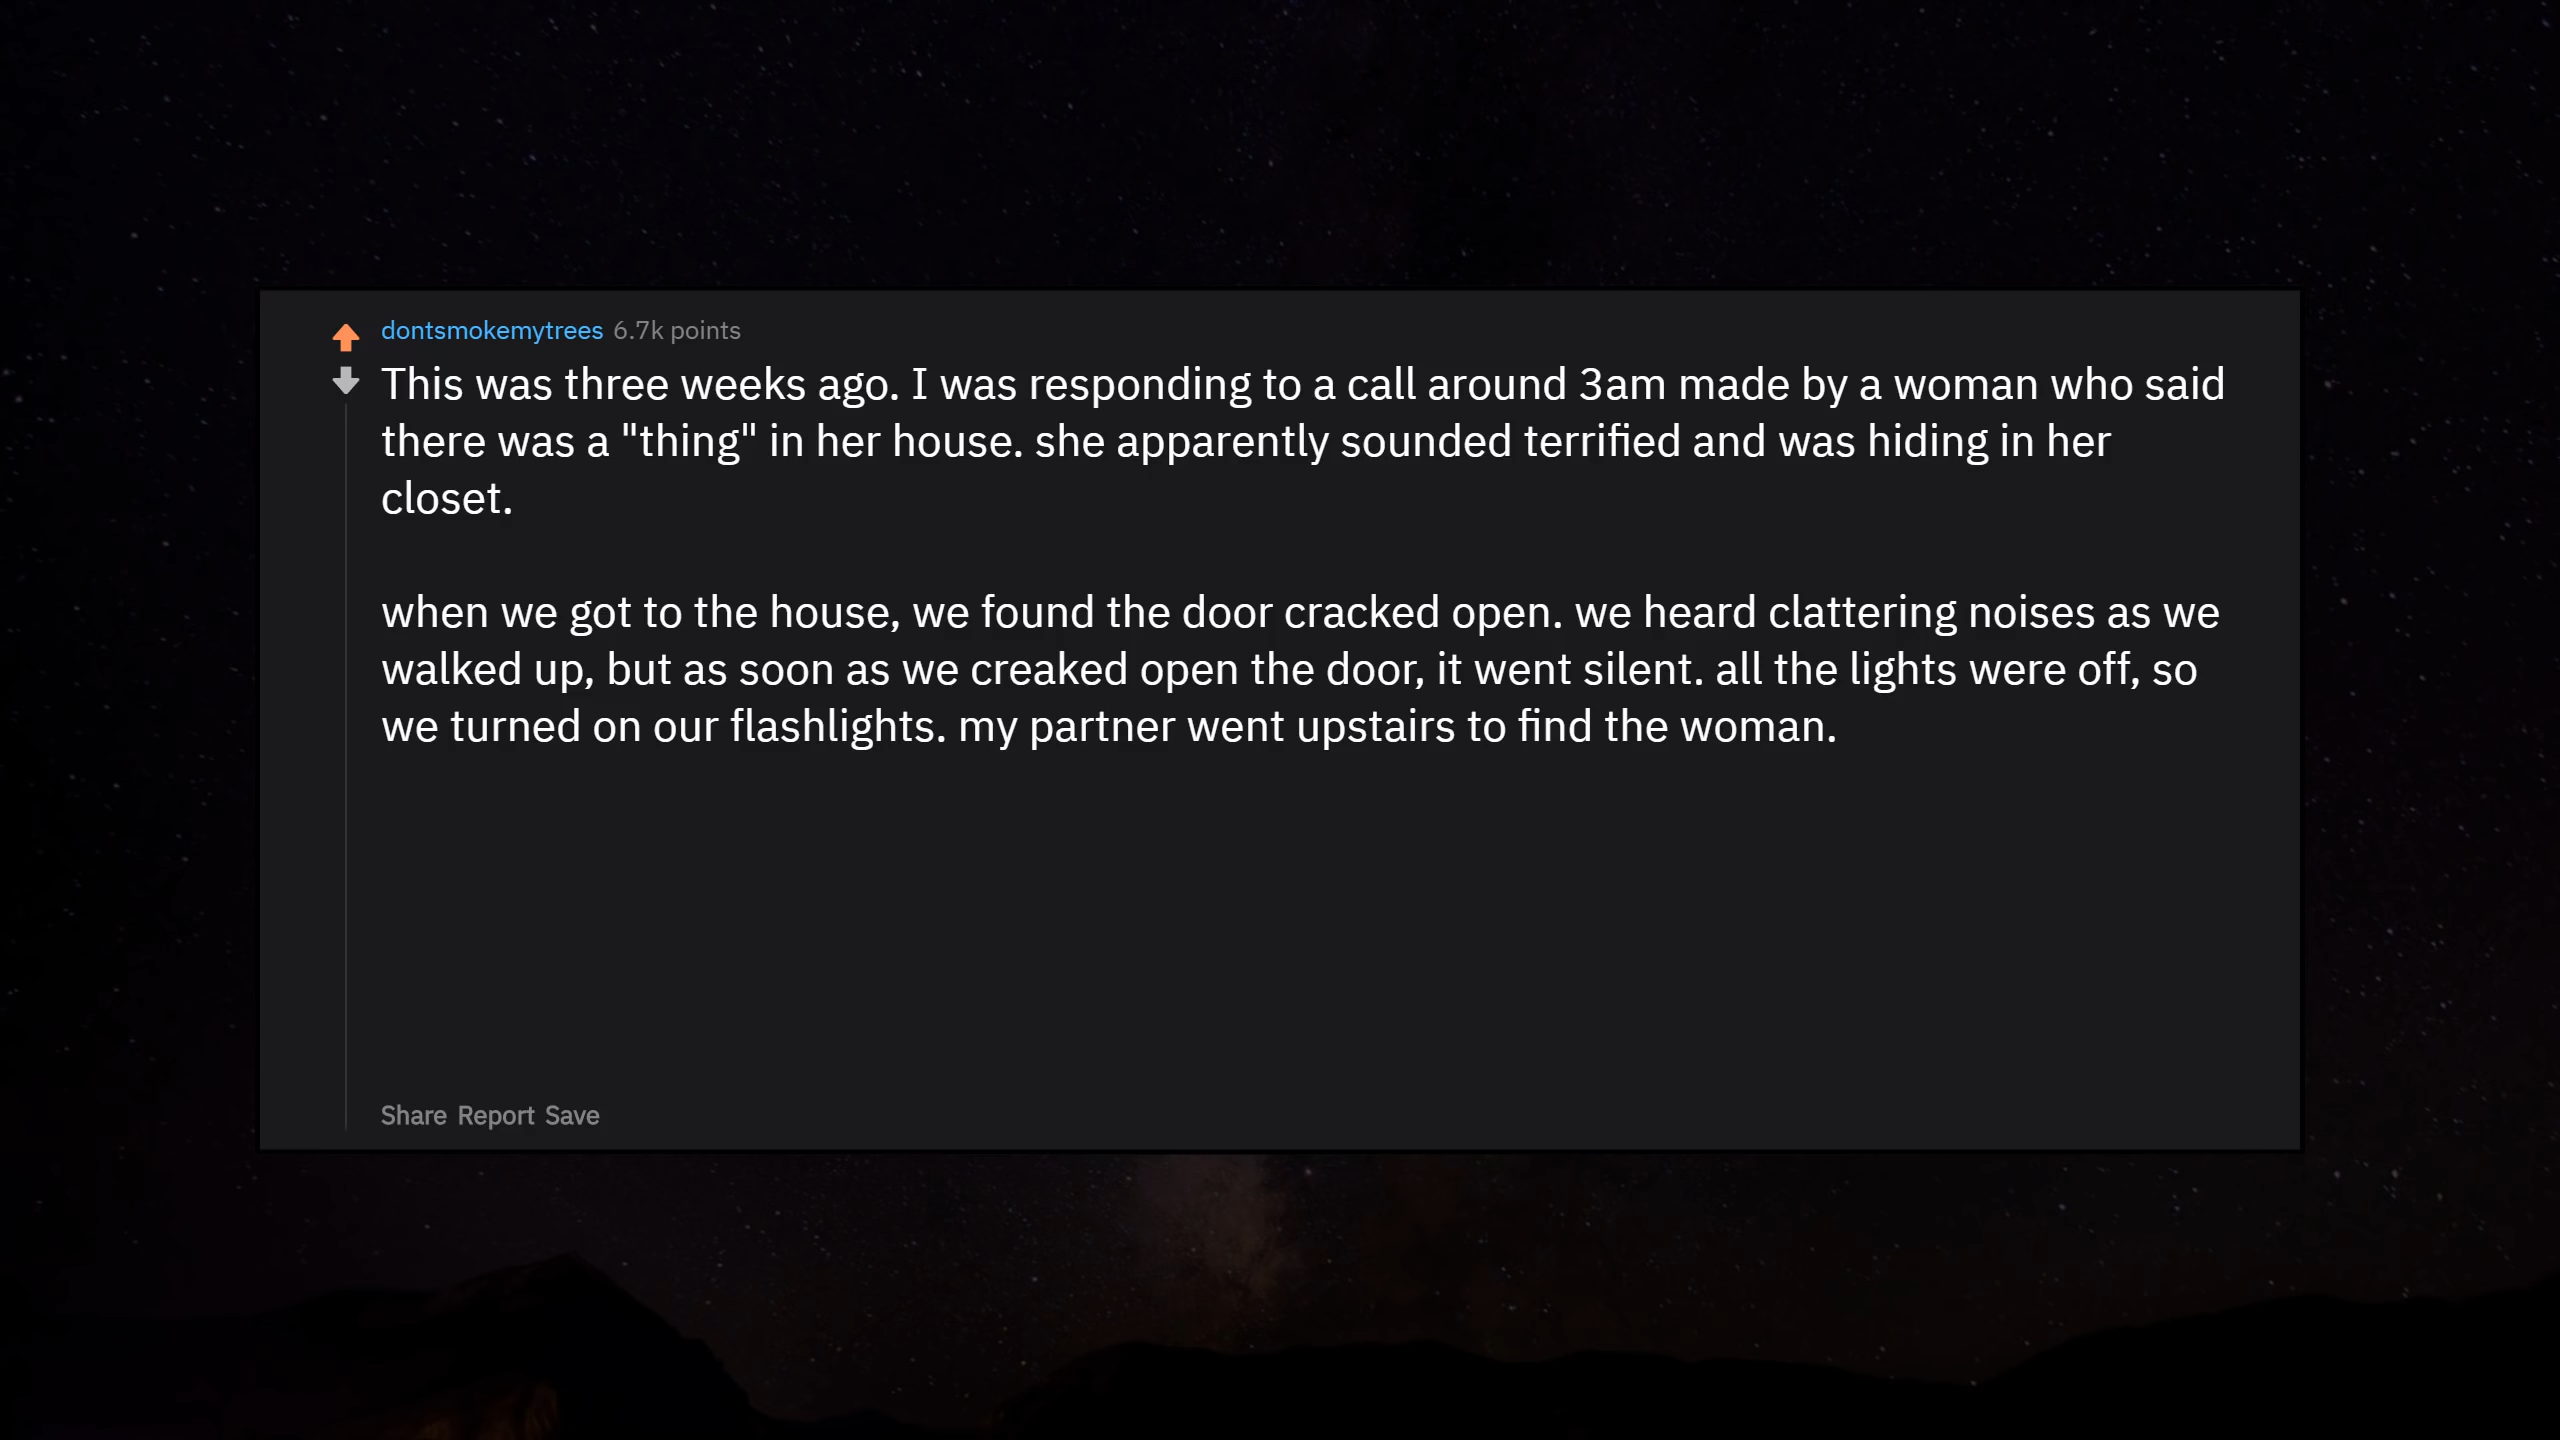 dontsmokemytrees 6.7k points
This was three weeks ago. I was responding to a call around 3am made by a woman who said
there was a "thing" in her house. she apparently sounded terrified and was hiding in her
closet.
when we got to the house, we found the door cracked open. we heard clattering noises as we
walked up, but as soon as we creaked open the door, it went silent. all the lights were off, so
we turned on our flashlights. my partner went upstairs to find the woman.
Share Report Save